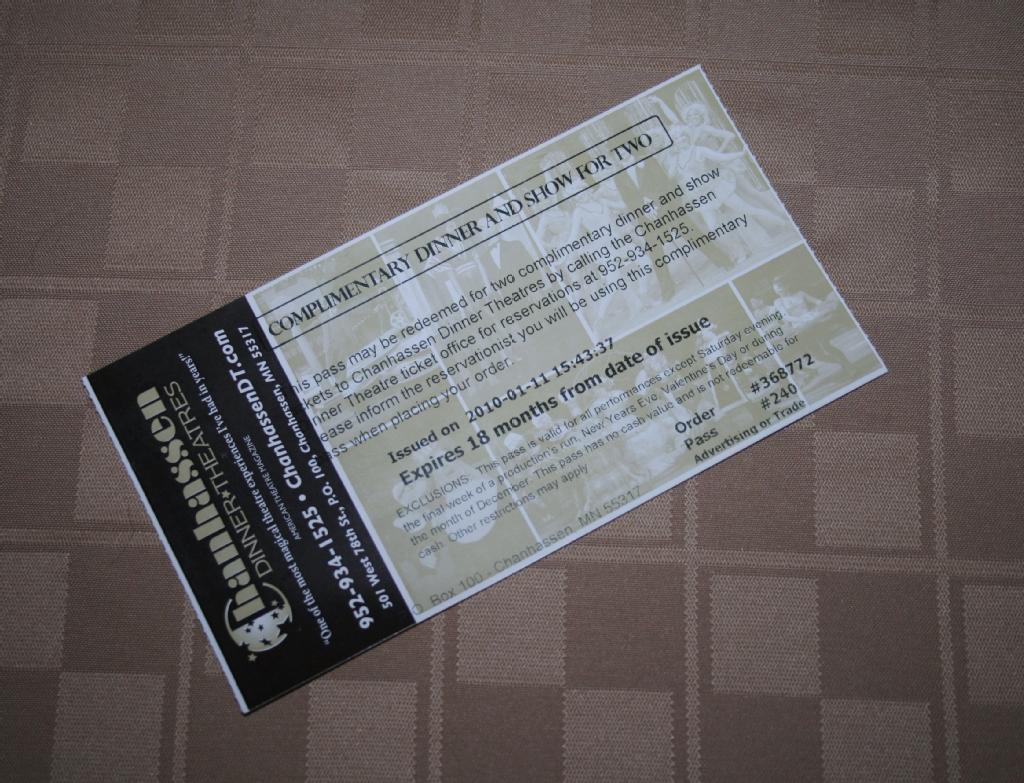 Chanhassen
DINNER★THEATRES
"One of the most magical theatre experiences I've had in years!"
AMERICAN THEATRE MAGAZINE
952-934-1525 • ChanhassenDT.com
501 West 78th St., P.O. 100, Chanhassen, MN 55317
COMPLIMENTARY DINNER AND SHOW FOR TWO
his pass may be redeemed for two complimentary dinner and show
kets to Chanhassen Dinner Theatres by calling the Chanhassen
nner Theatre ticket office for reservations at 952-934-1525.
ease inform the reservationist you will be using this complimentary
ss when placing your order.
Issued on 2010-01-11 15:43:37
Expires 18 months from date of issue
EXCLUSIONS: This pass is valid for all performances except Saturday evening,
the final week of a production's run, New Years Eve, Valentine's Day or during
the month of December. This pass has no cash value and is not redeemable for
cash. Other restrictions may apply
Order #368772
Pass #240
Advertising or Trade
O. Box 100 - Chanhassen, MN 55317